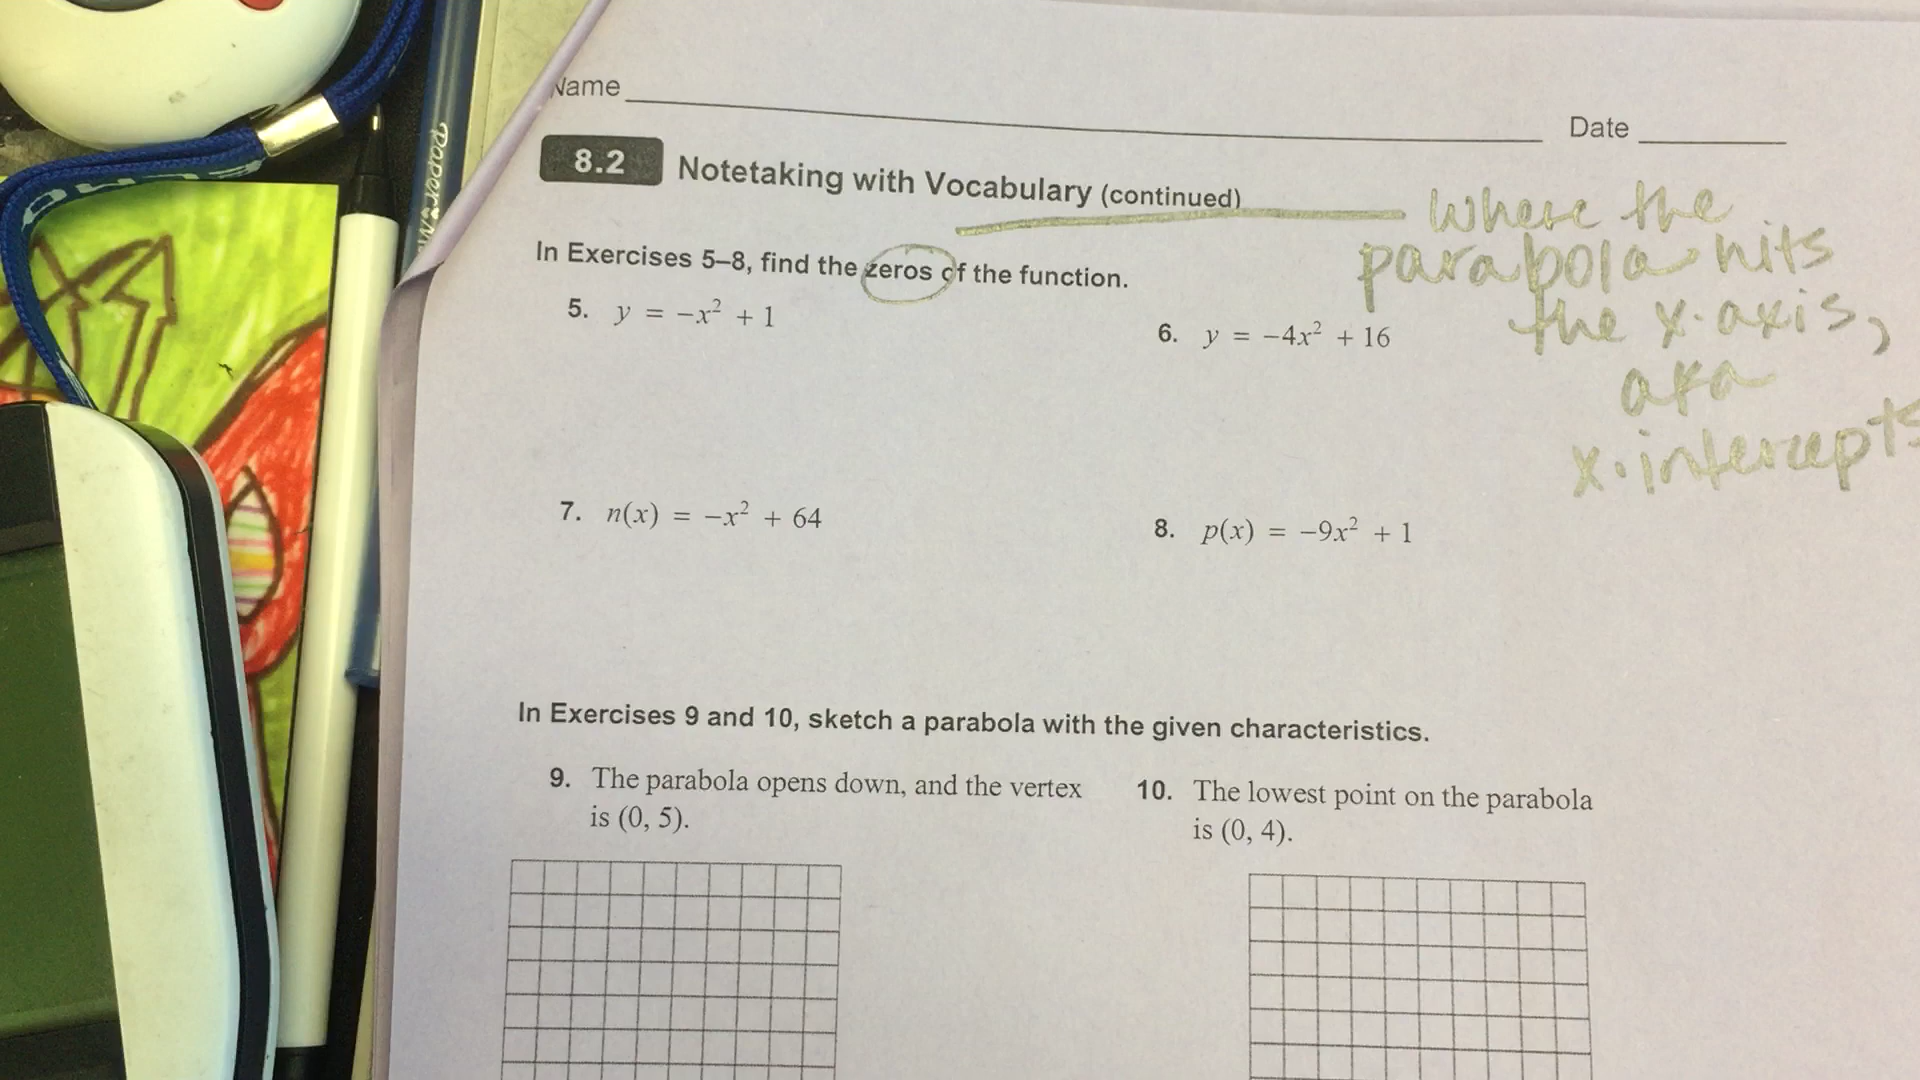 Name
Date
8.2 Notetaking with Vocabulary (continued)
where the
parabola hits
the x-axis,
aka
x-intercepts
In Exercises 5–8, find the zeros of the function.
5. y = −x² + 1
6. y = −4x² + 16
7. n(x) = −x² + 64
8. p(x) = −9x² + 1
In Exercises 9 and 10, sketch a parabola with the given characteristics.
9. The parabola opens down, and the vertex
is (0, 5).
10. The lowest point on the parabola
is (0, 4).
Paper